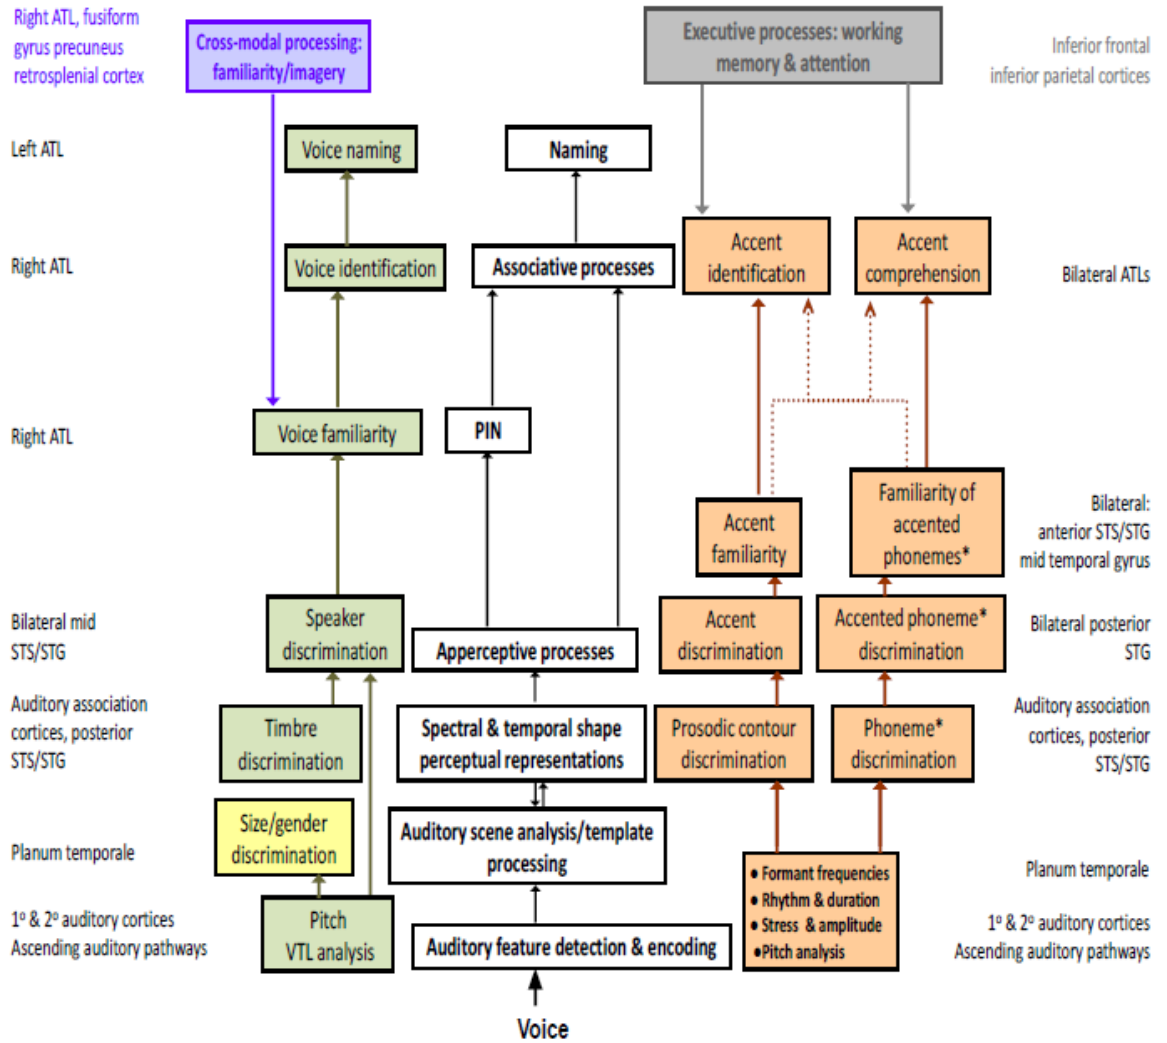 Right ATL, fusiform
gyrus precuneus
retrosplenial cortex
Cross-modal processing:
familiarity/imagery
Executive processes: working
memory & attention
Inferior frontal
inferior parietal cortices
Left ATL
Voice naming
Naming
Right ATL
Voice identification
Associative processes
Accent
identification
Accent
comprehension
Bilateral ATLs
Right ATL
Voice familiarity
PIN
Accent
familiarity
Familiarity of
accented
phonemes*
Bilateral:
anterior STS/STG
mid temporal gyrus
Bilateral mid
STS/STG
Speaker
discrimination
Apperceptive processes
Accent
discrimination
Accented phoneme*
discrimination
Bilateral posterior
STG
Auditory association
cortices, posterior
STS/STG
Timbre
discrimination
Spectral & temporal shape
perceptual representations
Prosodic contour
discrimination
Phoneme*
discrimination
Auditory association
cortices, posterior
STS/STG
Planum temporale
Size/gender
discrimination
Auditory scene analysis/template
processing
• Formant frequencies
• Rhythm & duration
• Stress & amplitude
•Pitch analysis
Planum temporale
1º & 2º auditory cortices
Ascending auditory pathways
Pitch
VTL analysis
Auditory feature detection & encoding
1º & 2º auditory cortices
Ascending auditory pathways
Voice